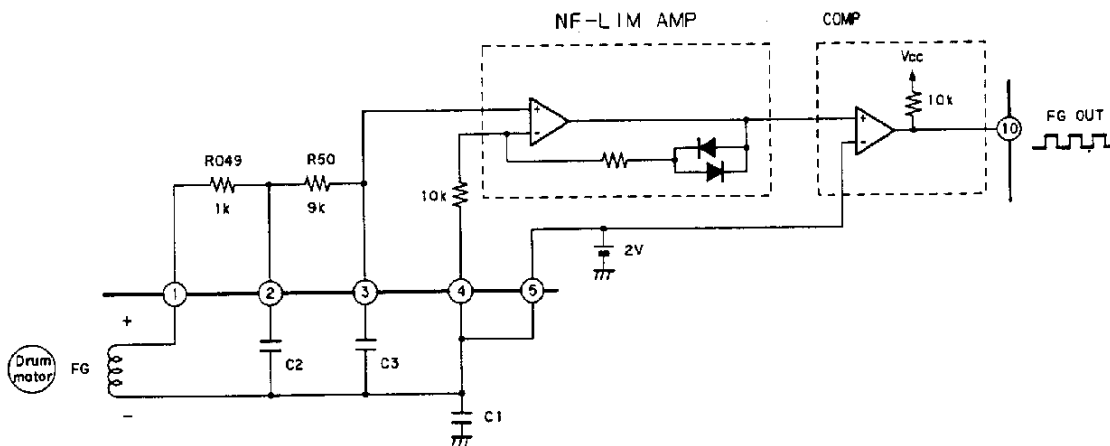 NF-LIM AMP
COMP
Vcc
10k
10
FG OUT
R049
1k
R50
9k
10k
2V
1
2
3
4
5
+
-
+
-
+
-
Drum
motor
FG
C2
C3
C1